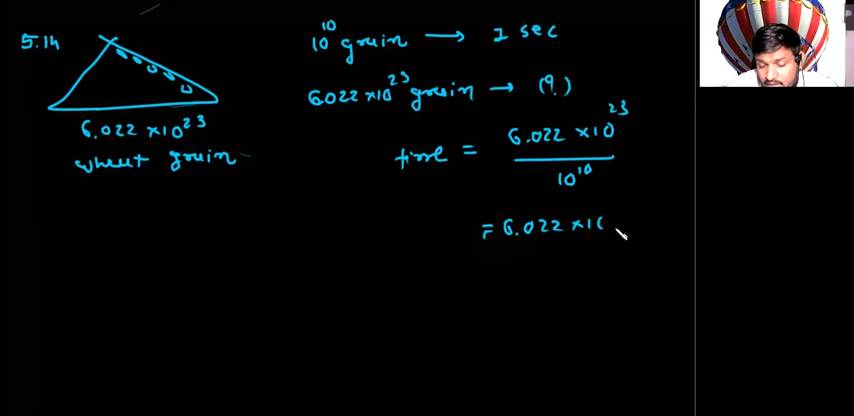 5.14
6.022 ×10²³
wheat grain
10¹⁰ grain → 1 sec
6022 ×10²³ grain → (?)
time = 6.022 ×10²³ / 10¹⁰
= 6.022 ×10